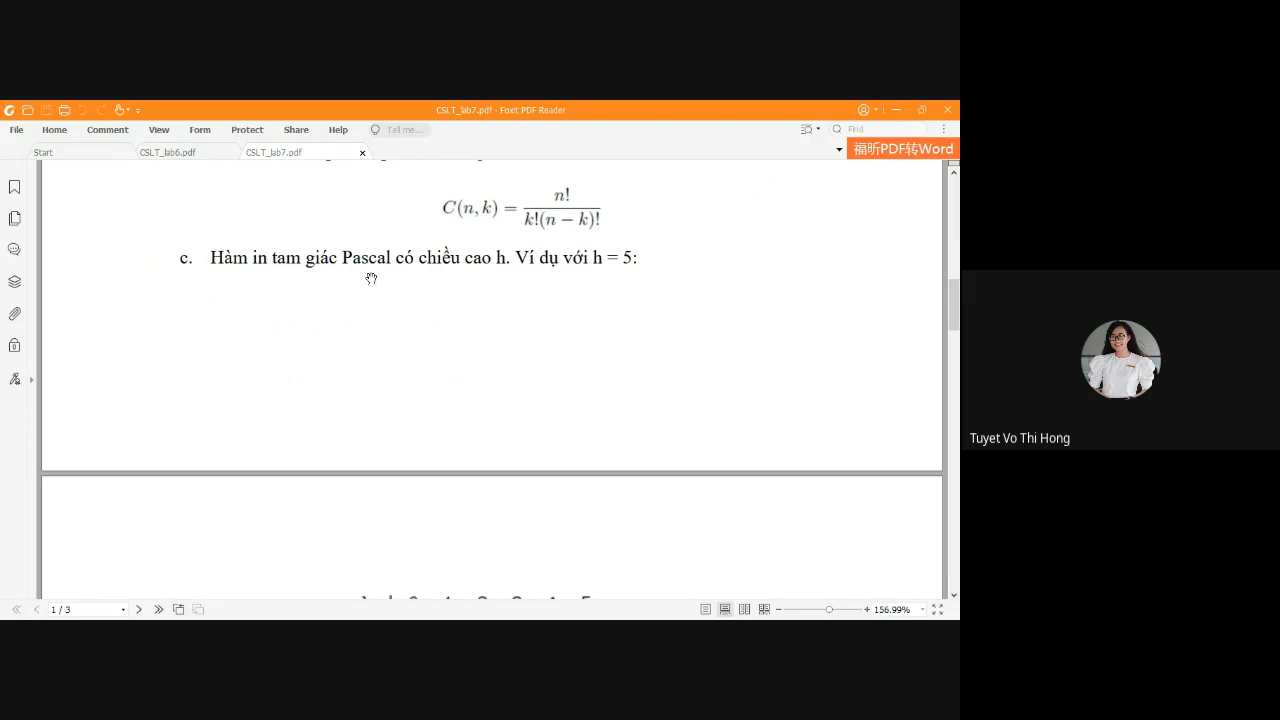 CSLT_lab7.pdf - Foxit PDF Reader
File Home Comment View Form Protect Share Help Tell me... Find
Start CSLT_lab6.pdf CSLT_lab7.pdf 福昕PDF转Word
C(n, k) = n! / k!(n − k)!
c. Hàm in tam giác Pascal có chiều cao h. Ví dụ với h = 5:
Tuyet Vo Thi Hong
1 / 3 156.99%